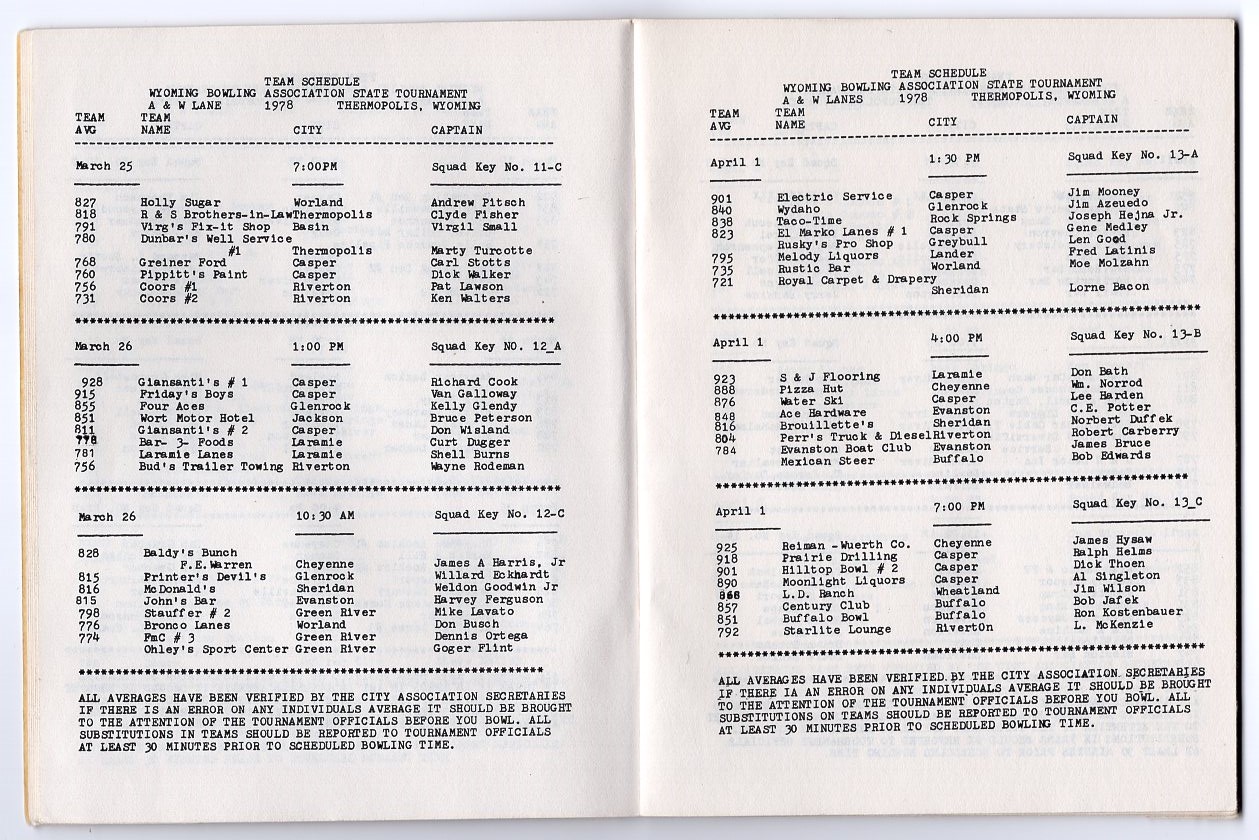 TEAM SCHEDULE
WYOMING BOWLING ASSOCIATION STATE TOURNAMENT
A & W LANE 1978 THERMOPOLIS, WYOMING
TEAM TEAM
AVG NAME CITY CAPTAIN
March 25 7:00PM Squad Key No. 11-C
827 Holly Sugar Worland Andrew Pitsch
818 R & S Brothers-in-LawThermopolis Clyde Fisher
791 Virg's Fix-it Shop Basin Virgil Small
780 Dunbar's Well Service
#1 Thermopolis Marty Turcotte
768 Greiner Ford Casper Carl Stotts
760 Pippitt's Paint Casper Dick Walker
756 Coors #1 Riverton Pat Lawson
731 Coors #2 Riverton Ken Walters
************************************************************
March 26 1:00 PM Squad Key NO. 12_A
928 Giansanti's # 1 Casper Richard Cook
915 Friday's Boys Casper Van Galloway
855 Four Aces Glenrock Kelly Glendy
851 Wort Motor Hotel Jackson Bruce Peterson
811 Giansanti's # 2 Casper Don Wisland
778 Bar- 3- Foods Laramie Curt Dugger
781 Laramie Lanes Laramie Shell Burns
756 Bud's Trailer Towing Riverton Wayne Rodeman
************************************************************
March 26 10:30 AM Squad Key No. 12-C
828 Baldy's Bunch
F.E.Warren Cheyenne James A Harris, Jr
815 Printer's Devil's Glenrock Willard Eckhardt
816 McDonald's Sheridan Weldon Goodwin Jr
815 John's Bar Evanston Harvey Ferguson
798 Stauffer # 2 Green River Mike Lavato
776 Bronco Lanes Worland Don Busch
774 FmC # 3 Green River Dennis Ortega
Ohley's Sport Center Green River Goger Flint
************************************************************
ALL AVERAGES HAVE BEEN VERIFIED BY THE CITY ASSOCIATION SECRETARIES
IF THERE IS AN ERROR ON ANY INDIVIDUALS AVERAGE IT SHOULD BE BROUGHT
TO THE ATTENTION OF THE TOURNAMENT OFFICIALS BEFORE YOU BOWL. ALL
SUBSTITUTIONS IN TEAMS SHOULD BE REPORTED TO TOURNAMENT OFFICIALS
AT LEAST 30 MINUTES PRIOR TO SCHEDULED BOWLING TIME.
TEAM SCHEDULE
WYOMING BOWLING ASSOCIATION STATE TOURNAMENT
A & W LANES 1978 THERMOPOLIS, WYOMING
TEAM TEAM
AVG NAME CITY CAPTAIN
April 1 1:30 PM Squad Key No. 13-A
901 Electric Service Casper Jim Mooney
840 Wydaho Glenrock Jim Azeuedo
838 Taco-Time Rock Springs Joseph Hejna Jr.
823 El Marko Lanes # 1 Casper Gene Medley
Rusky's Pro Shop Greybull Len Good
795 Melody Liquors Lander Fred Latinis
735 Rustic Bar Worland Moe Molzahn
721 Royal Carpet & Drapery
Sheridan Lorne Bacon
************************************************************
April 1 4:00 PM Squad Key No. 13-B
923 S & J Flooring Laramie Don Bath
888 Pizza Hut Cheyenne Wm. Norrod
876 Water Ski Casper Lee Harden
848 Ace Hardware Evanston C.E. Potter
816 Brouillette's Sheridan Norbert Duffek
804 Perr's Truck & DieselRiverton Robert Carberry
784 Evanston Boat Club Evanston James Bruce
Mexican Steer Buffalo Bob Edwards
************************************************************
April 1 7:00 PM Squad Key No. 13_C
925 Reiman -Wuerth Co. Cheyenne James Hysaw
918 Prairie Drilling Casper Ralph Helms
901 Hilltop Bowl # 2 Casper Dick Thoen
890 Moonlight Liquors Casper Al Singleton
868 L.D. Ranch Wheatland Jim Wilson
857 Century Club Buffalo Bob Jafek
851 Buffalo Bowl Buffalo Ron Kostenbauer
792 Starlite Lounge RivertOn L. McKenzie
************************************************************
ALL AVERAGES HAVE BEEN VERIFIED BY THE CITY ASSOCIATION SECRETARIES
IF THERE IA AN ERROR ON ANY INDIVIDUALS AVERAGE IT SHOULD BE BROUGHT
TO THE ATTENTION OF THE TOURNAMENT OFFICIALS BEFORE YOU BOWL. ALL
SUBSTITUTIONS ON TEAMS SHOULD BE REPORTED TO TOURNAMENT OFFICIALS
AT LEAST 30 MINUTES PRIOR TO SCHEDULED BOWLING TIME.